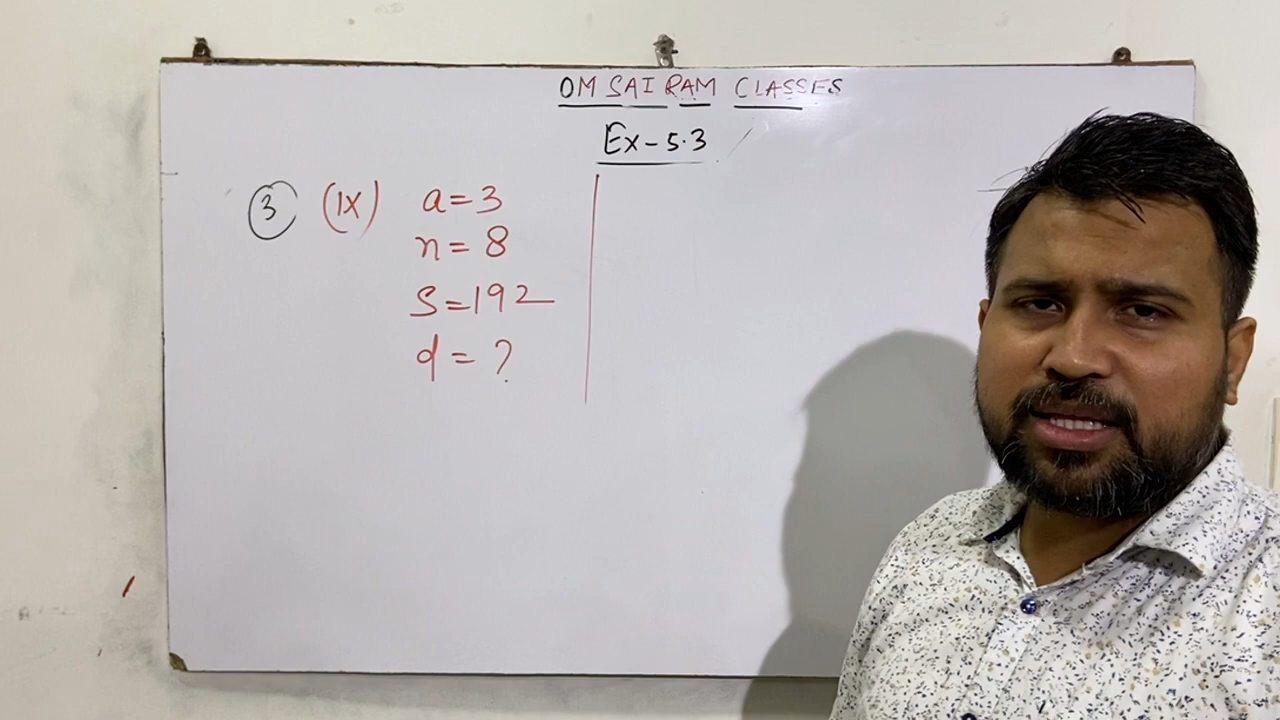 OM SAI RAM CLASSES
Ex-5.3
3 (IX) a=3
n=8
S=192
d=?